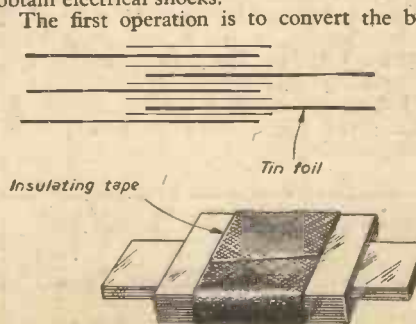 obtain electrical shocks.
The first operation is to convert the b
Tin foil
Insulating tape